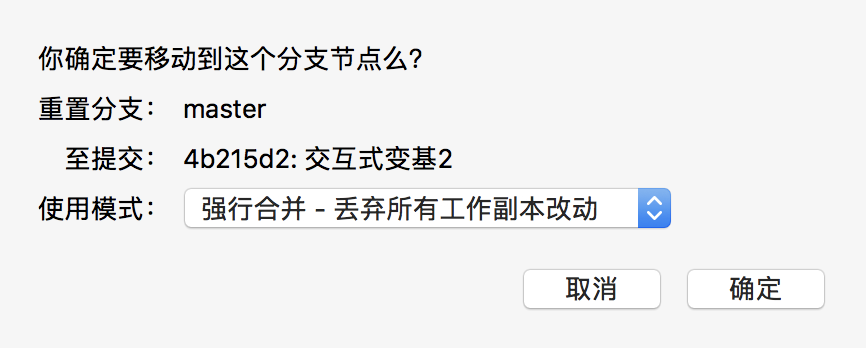 你确定要移动到这个分支节点么?
重置分支： master
至提交： 4b215d2: 交互式变基2
使用模式： 强行合并 - 丢弃所有工作副本改动
取消 确定